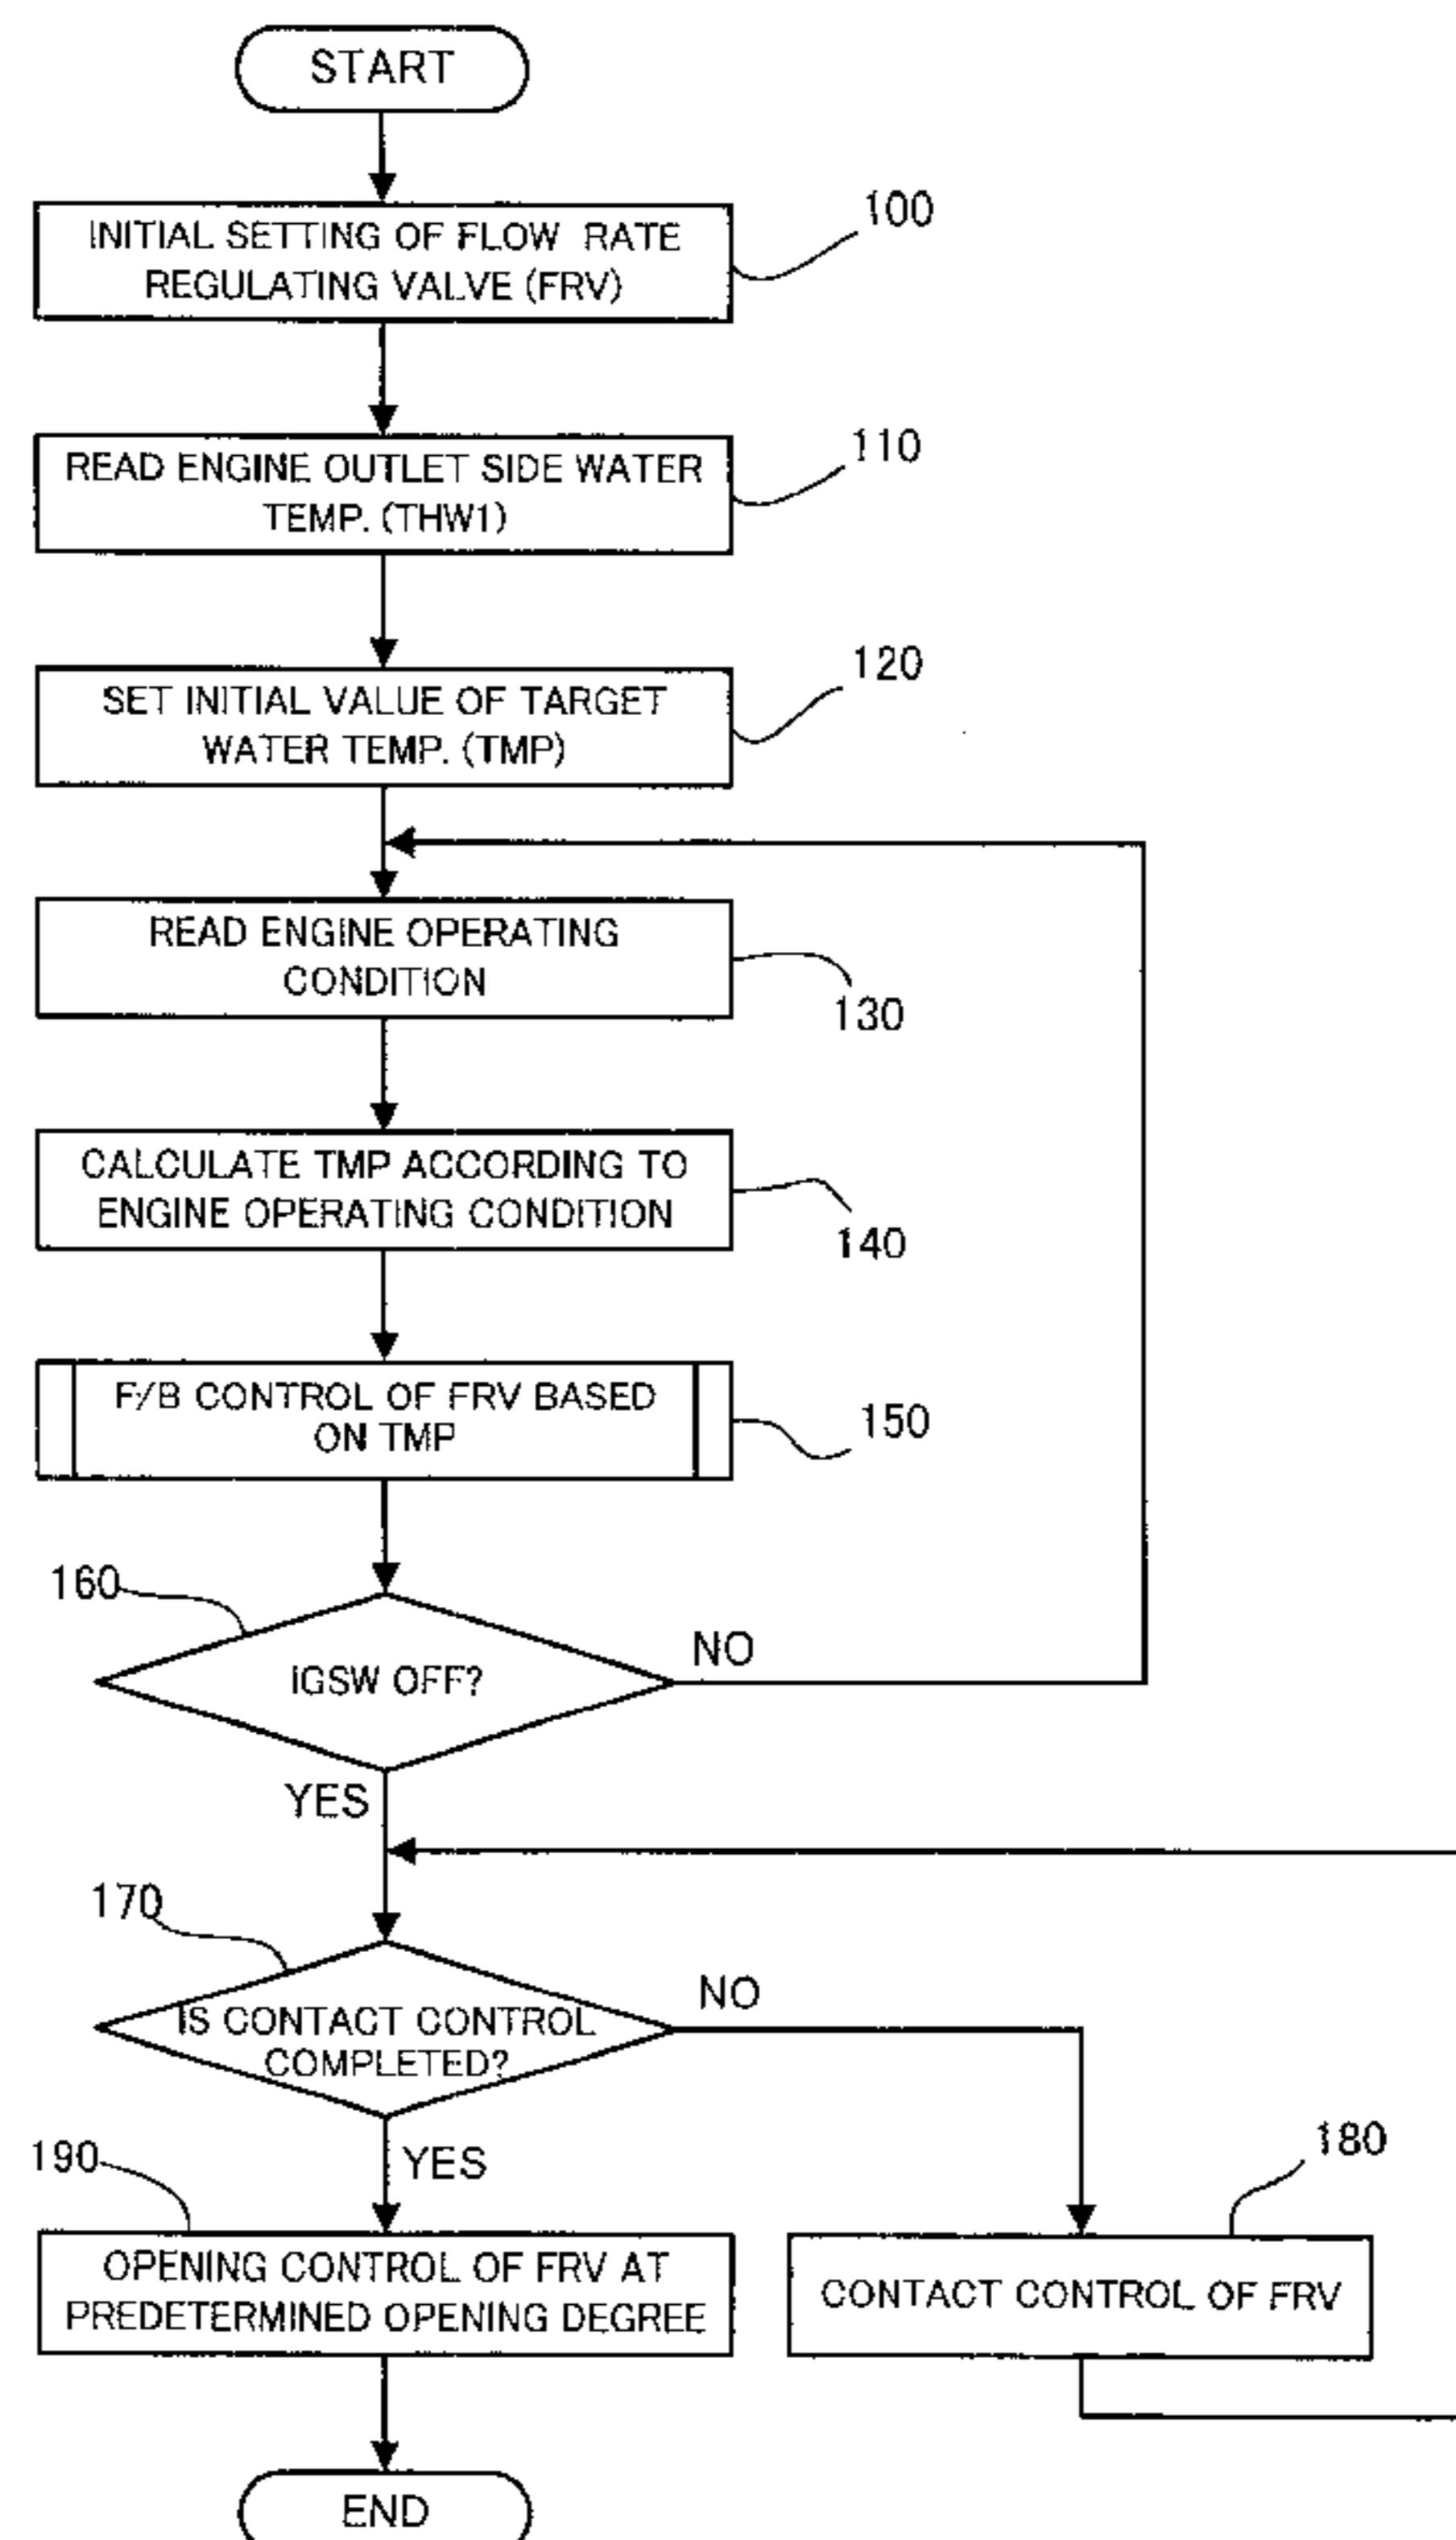 START
INITIAL SETTING OF FLOW RATE
REGULATING VALVE (FRV)
100
READ ENGINE OUTLET SIDE WATER
TEMP. (THW1)
110
SET INITIAL VALUE OF TARGET
WATER TEMP. (TMP)
120
READ ENGINE OPERATING
CONDITION
130
CALCULATE TMP ACCORDING TO
ENGINE OPERATING CONDITION
140
F/B CONTROL OF FRV BASED
ON TMP
150
160
IGSW OFF?
NO
YES
170
IS CONTACT CONTROL
COMPLETED?
NO
YES
180
CONTACT CONTROL OF FRV
190
OPENING CONTROL OF FRV AT
PREDETERMINED OPENING DEGREE
END